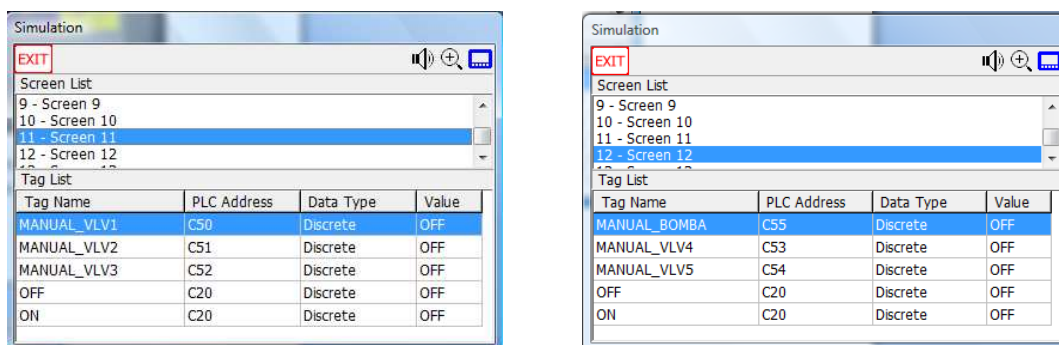 Simulation
EXIT
Screen List
9 - Screen 9
10 - Screen 10
11 - Screen 11
12 - Screen 12
Tag List
Tag Name PLC Address Data Type Value
MANUAL_VLV1 C50 Discrete OFF
MANUAL_VLV2 C51 Discrete OFF
MANUAL_VLV3 C52 Discrete OFF
OFF C20 Discrete OFF
ON C20 Discrete OFF
Simulation
EXIT
Screen List
9 - Screen 9
10 - Screen 10
11 - Screen 11
12 - Screen 12
Tag List
Tag Name PLC Address Data Type Value
MANUAL_BOMBA C55 Discrete OFF
MANUAL_VLV4 C53 Discrete OFF
MANUAL_VLV5 C54 Discrete OFF
OFF C20 Discrete OFF
ON C20 Discrete OFF